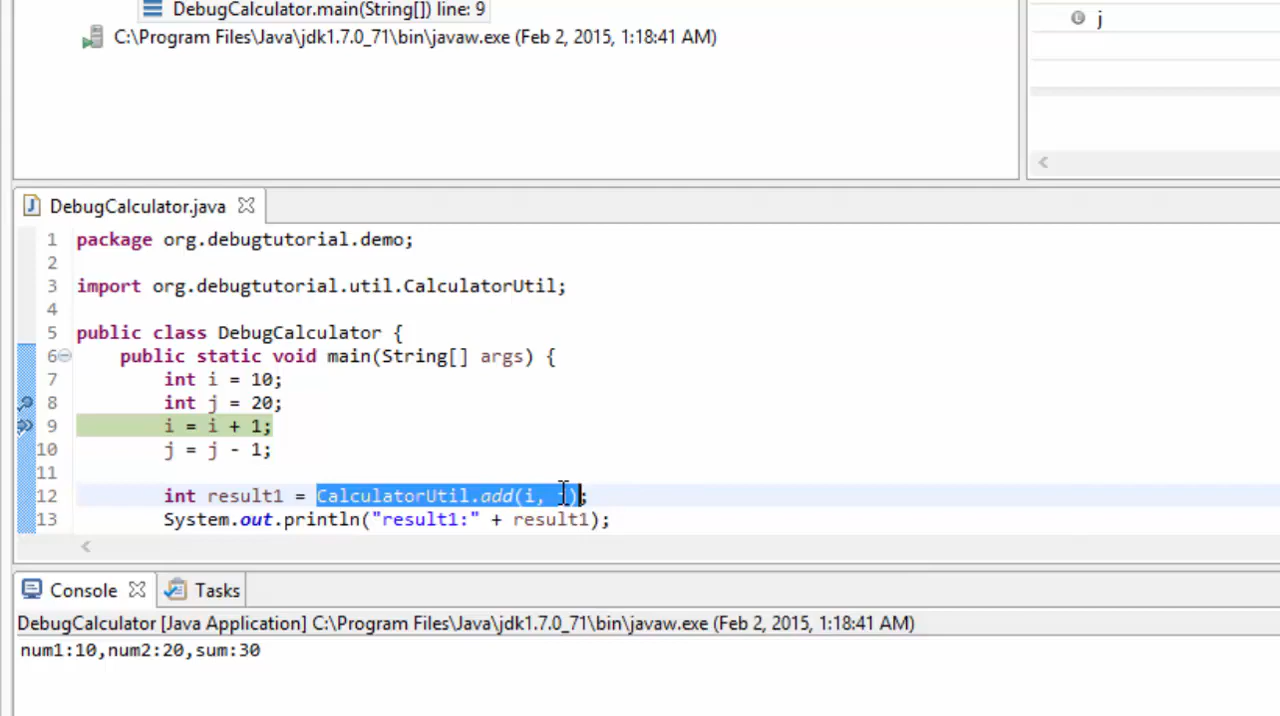 DebugCalculator.main(String[]) line: 9
C:\Program Files\Java\jdk1.7.0_71\bin\javaw.exe (Feb 2, 2015, 1:18:41 AM)
j
DebugCalculator.java
1 package org.debugtutorial.demo;
2
3 import org.debugtutorial.util.CalculatorUtil;
4
5 public class DebugCalculator {
6 public static void main(String[] args) {
7 int i = 10;
8 int j = 20;
9 i = i + 1;
10 j = j - 1;
11
12 int result1 = CalculatorUtil.add(i, );
13 System.out.println("result1:" + result1);
Console Tasks
DebugCalculator [Java Application] C:\Program Files\Java\jdk1.7.0_71\bin\javaw.exe (Feb 2, 2015, 1:18:41 AM)
num1:10,num2:20,sum:30